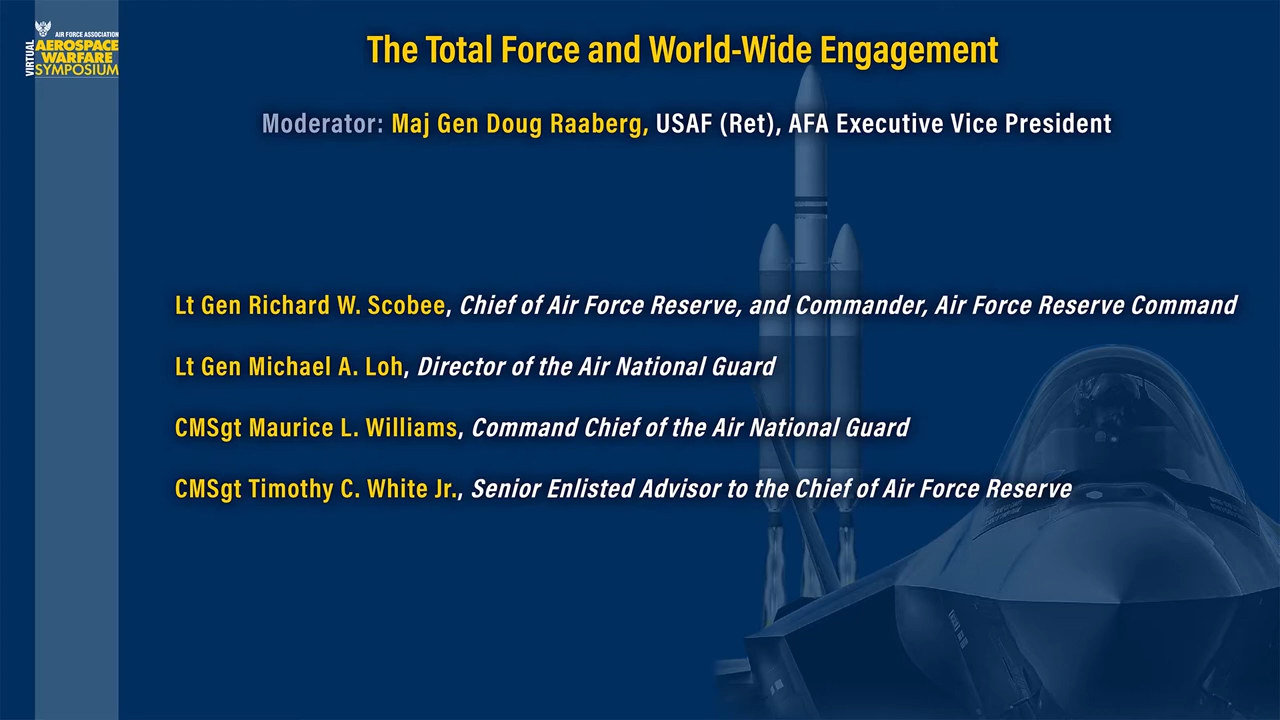 AIR FORCE ASSOCIATION
VIRTUAL
AEROSPACE
WARFARE
SYMPOSIUM
The Total Force and World-Wide Engagement
Moderator: Maj Gen Doug Raaberg, USAF (Ret), AFA Executive Vice President
Lt Gen Richard W. Scobee, Chief of Air Force Reserve, and Commander, Air Force Reserve Command
Lt Gen Michael A. Loh, Director of the Air National Guard
CMSgt Maurice L. Williams, Command Chief of the Air National Guard
CMSgt Timothy C. White Jr., Senior Enlisted Advisor to the Chief of Air Force Reserve